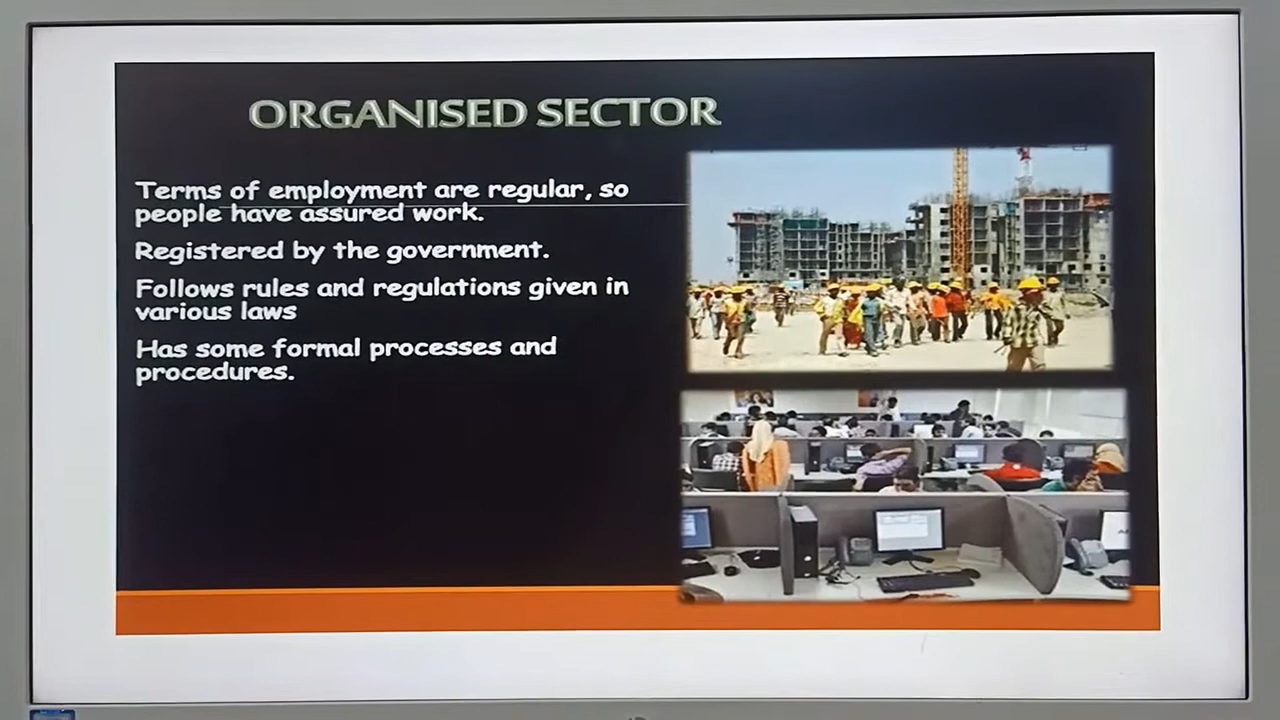 ORGANISED SECTOR
Terms of employment are regular, so
people have assured work.
Registered by the government.
Follows rules and regulations given in
various laws
Has some formal processes and
procedures.